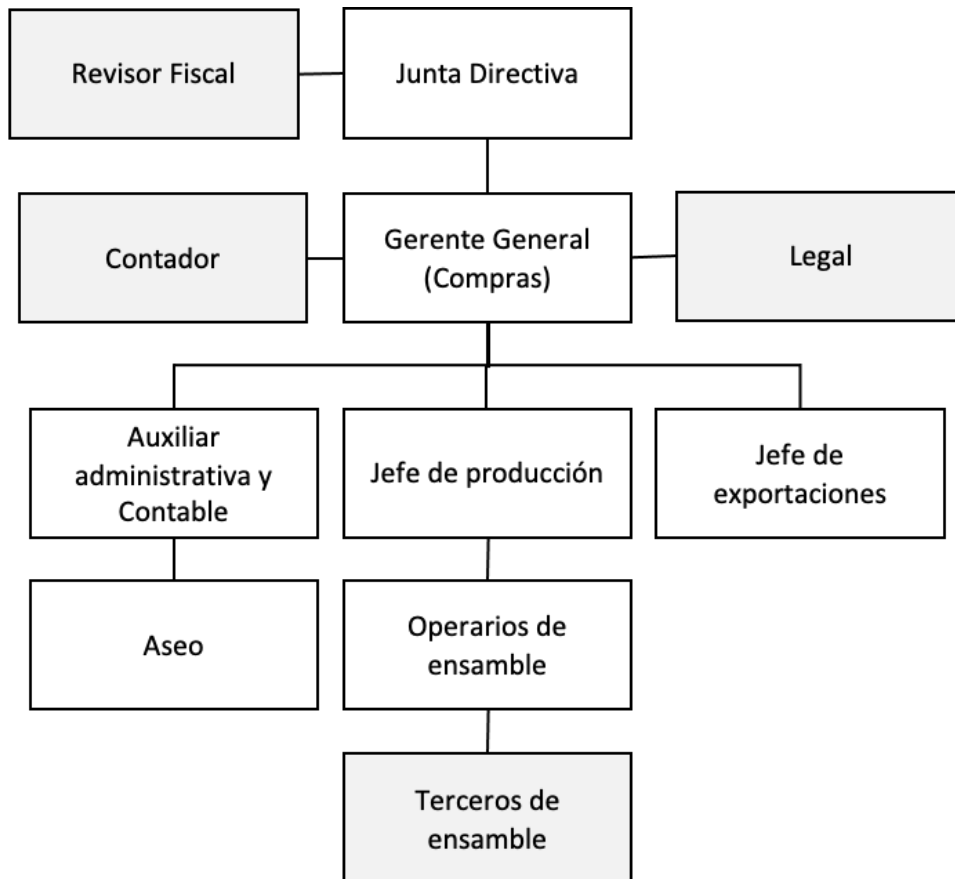 Revisor Fiscal
Junta Directiva
Contador
Gerente General
(Compras)
Legal
Auxiliar
administrativa y
Contable
Jefe de producción
Jefe de
exportaciones
Aseo
Operarios de
ensamble
Terceros de
ensamble